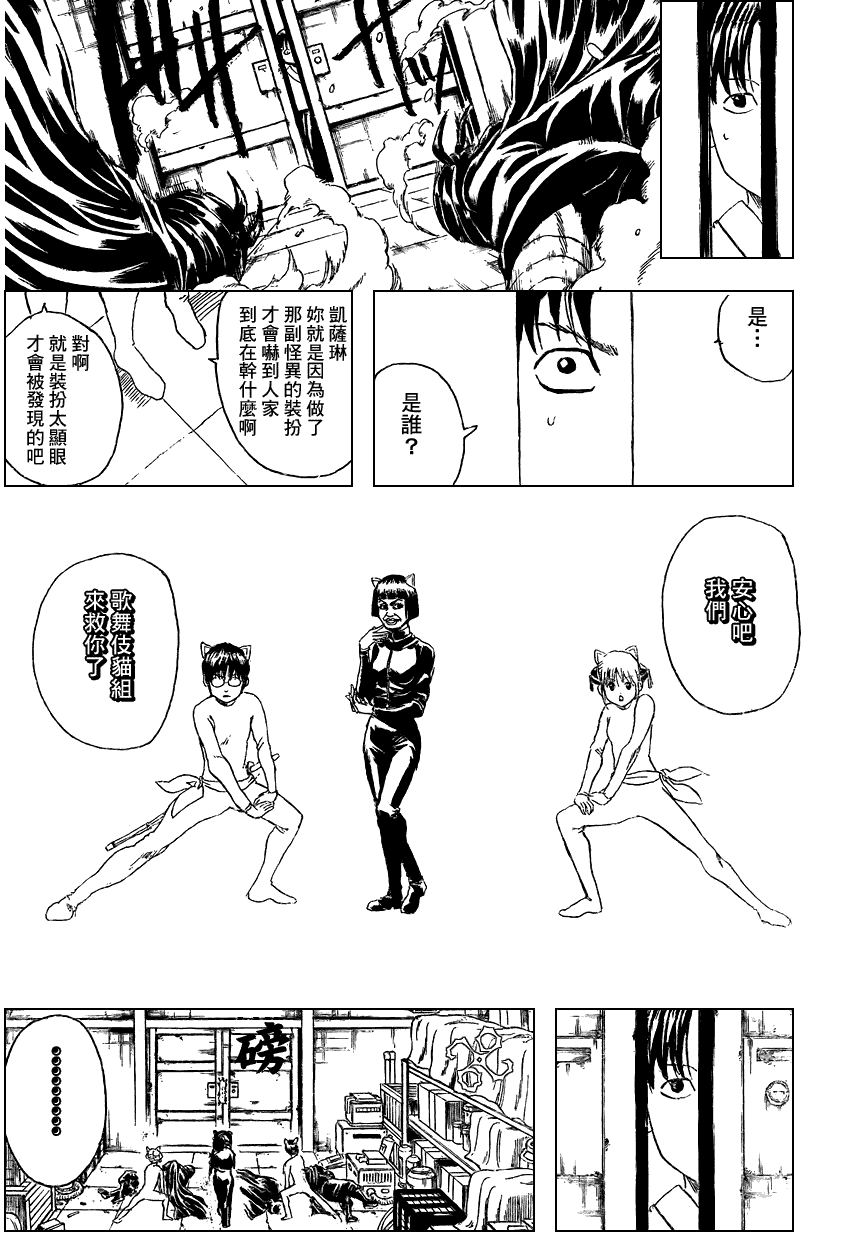 是…
是誰？
凱薩琳
妳就是因為做了
那副怪異的裝扮
才會嚇到人家
到底在幹什麼啊
對啊
就是裝扮太顯眼
才會被發現的吧
安心吧
我們
歌舞伎貓組
來救你了
磅
………